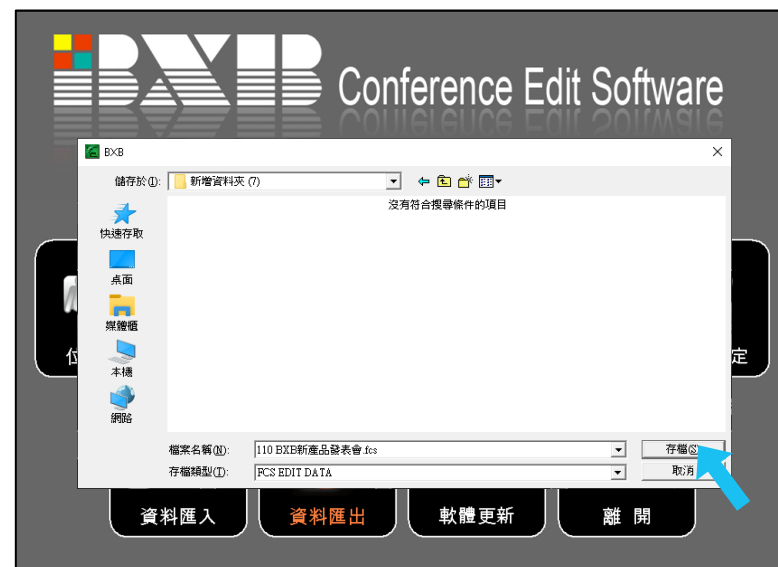 BXB Conference Edit Software
BXB
儲存於(I): 新增資料夾 (7)
沒有符合搜尋條件的項目
快速存取
桌面
媒體櫃
本機
網路
檔案名稱(N): 110 BXB新產品發表會.fcs 存檔(S)
存檔類型(T): FCS EDIT DATA 取消
位
定
資料匯入 資料匯出 軟體更新 離開